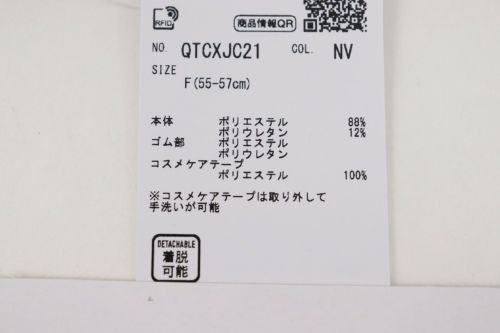 RFID
商品情報QR
NO. QTCXJC21 COL. NV
SIZE
F(55-57cm)
本体 ポリエステル 88%
ポリウレタン 12%
ゴム部 ポリエステル
ポリウレタン
コスメケアテープ
ポリエステル 100%
※コスメケアテープは取り外して
手洗いが可能
DETACHABLE
着脱
可能